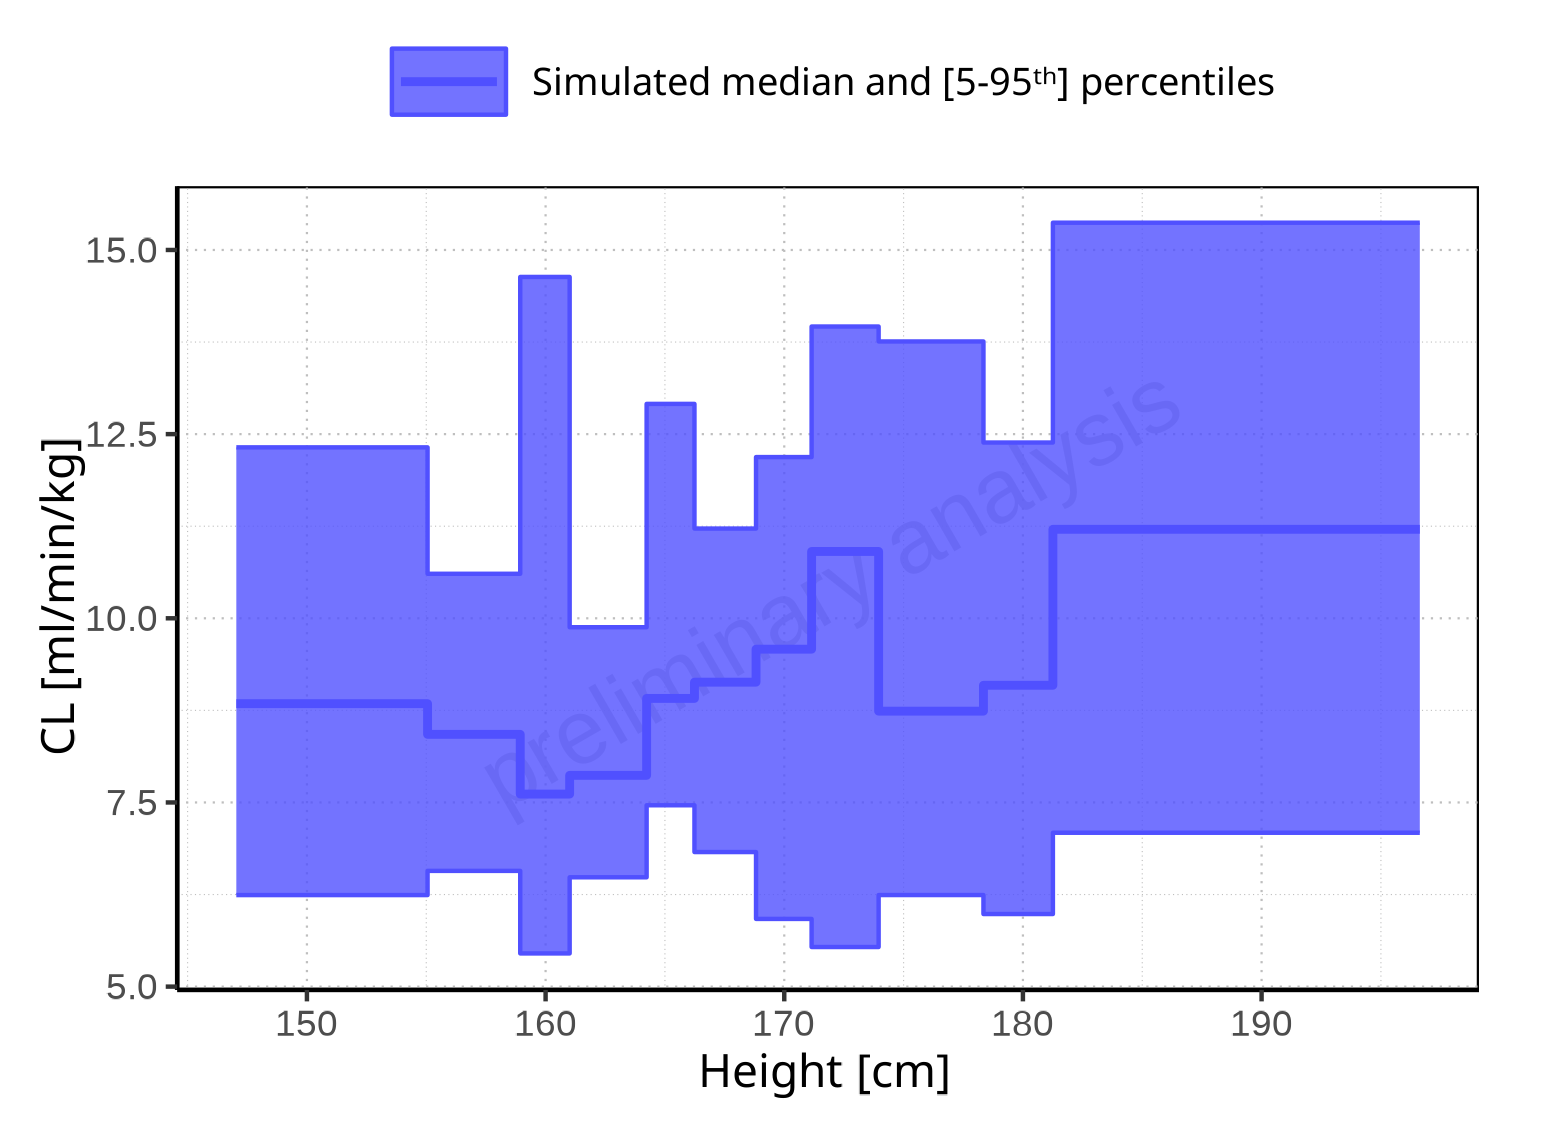 Simulated median and [5-95ᵗʰ] percentiles
15.0
12.5
10.0
7.5
5.0
CL [ml/min/kg]
preliminary analysis
150 160 170 180 190
Height [cm]